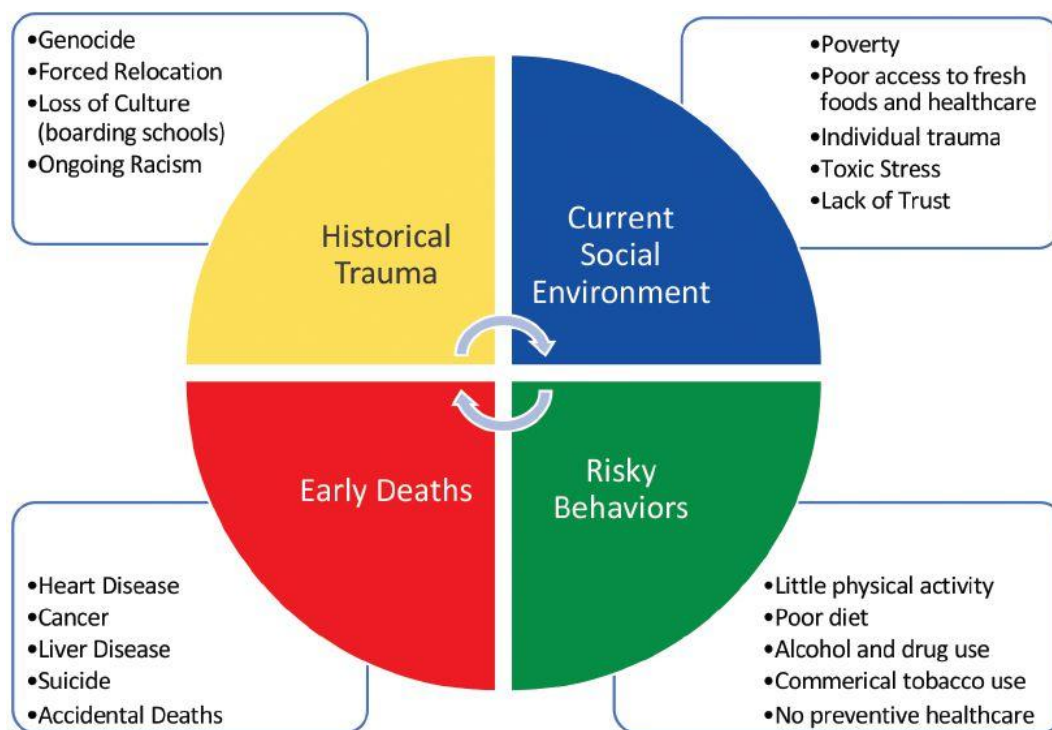 •Genocide
•Forced Relocation
•Loss of Culture
(boarding schools)
•Ongoing Racism
•Poverty
•Poor access to fresh
foods and healthcare
•Individual trauma
•Toxic Stress
•Lack of Trust
Historical
Trauma
Current
Social
Environment
Early Deaths
Risky
Behaviors
•Heart Disease
•Cancer
•Liver Disease
•Suicide
•Accidental Deaths
•Little physical activity
•Poor diet
•Alcohol and drug use
•Commerical tobacco use
•No preventive healthcare